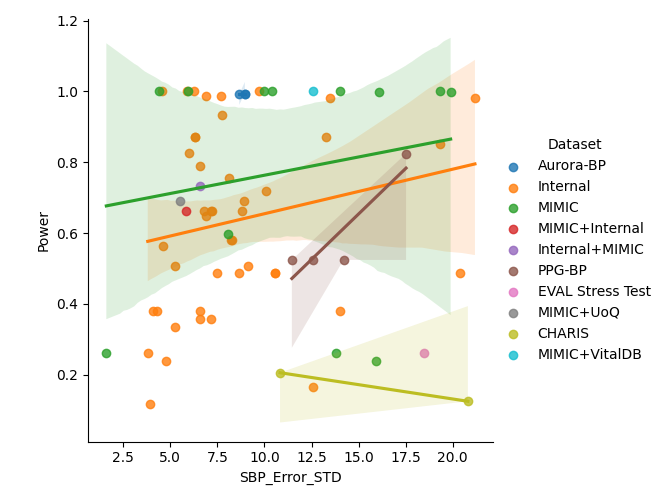 1.2
1.0
0.8
0.6
0.4
0.2
Power
2.5 5.0 7.5 10.0 12.5 15.0 17.5 20.0
SBP_Error_STD
Dataset
Aurora-BP
Internal
MIMIC
MIMIC+Internal
Internal+MIMIC
PPG-BP
EVAL Stress Test
MIMIC+UoQ
CHARIS
MIMIC+VitalDB